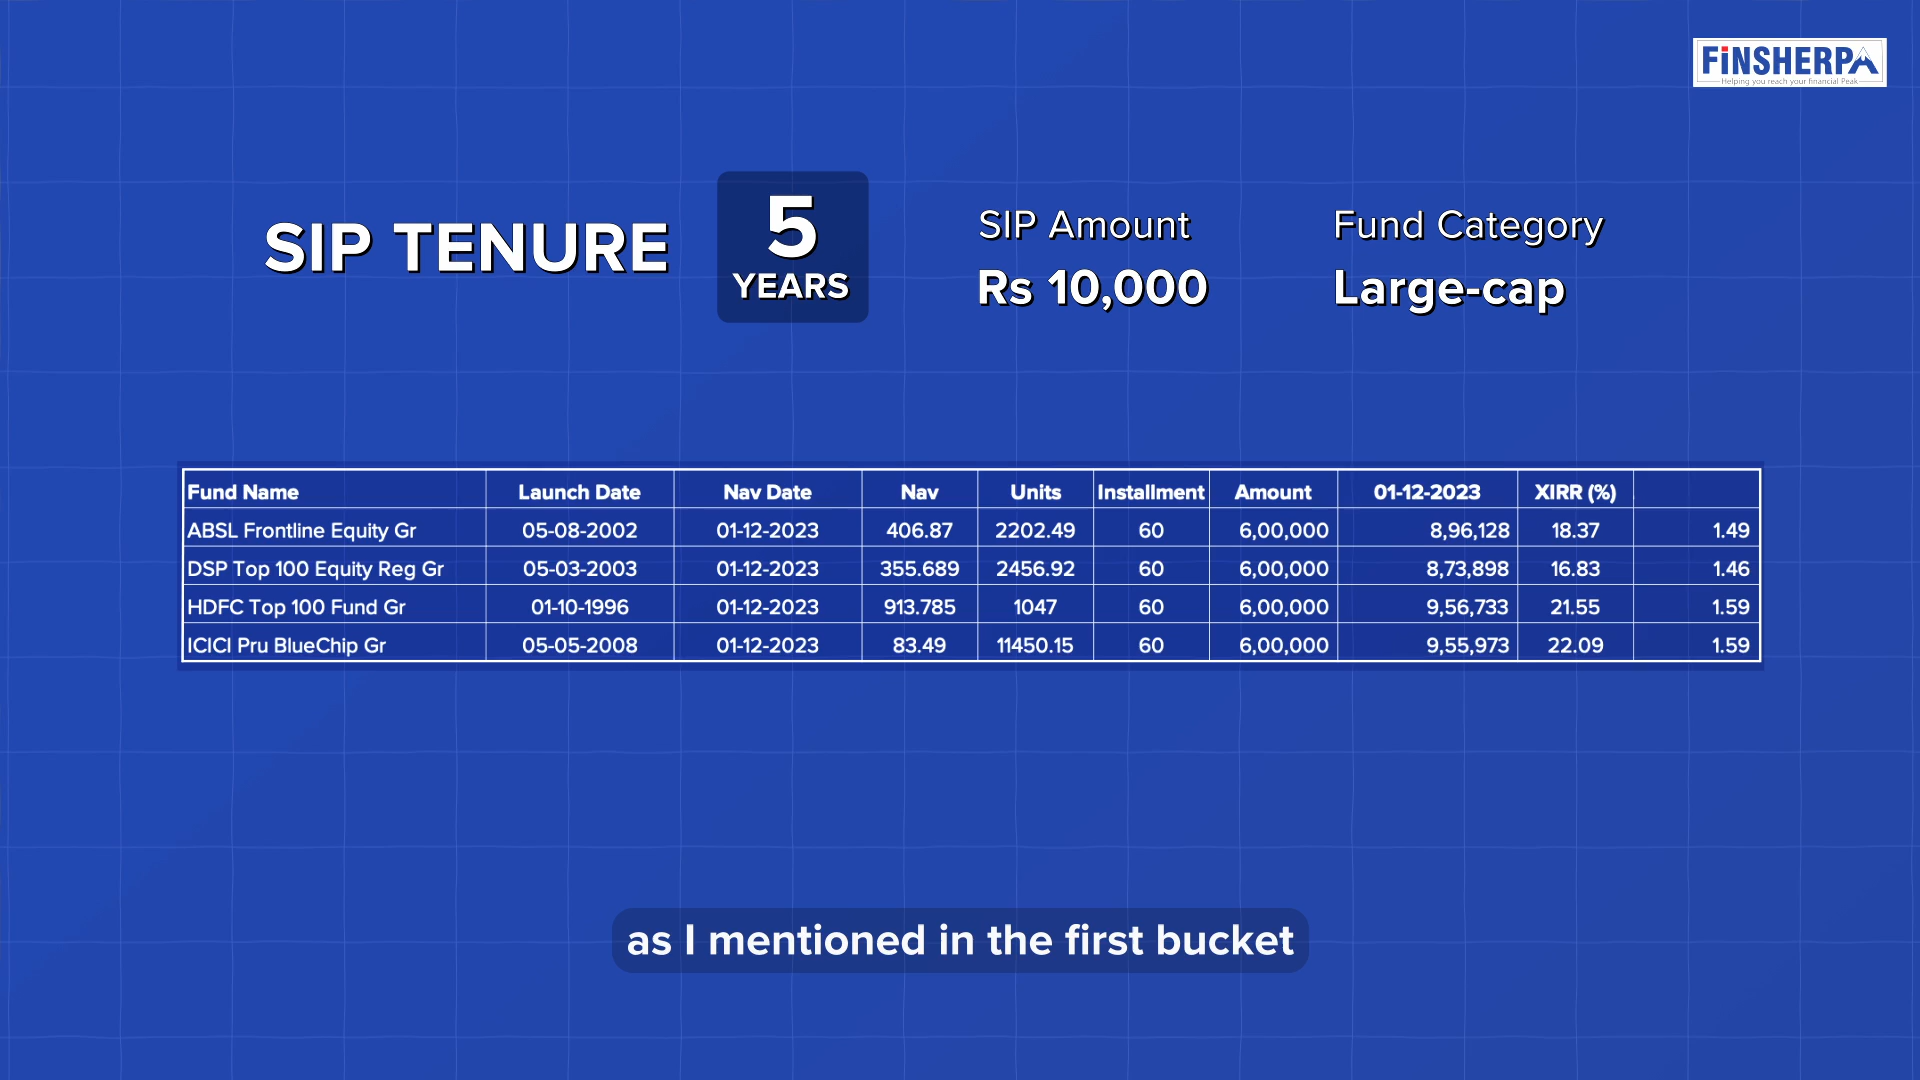 FiNSHERPA
Helping you reach your financial Peak
SIP TENURE
5
YEARS
SIP Amount
Rs 10,000
Fund Category
Large-cap
Fund Name Launch Date Nav Date Nav Units Installment Amount 01-12-2023 XIRR (%)
ABSL Frontline Equity Gr 05-08-2002 01-12-2023 406.87 2202.49 60 6,00,000 8,96,128 18.37 1.49
DSP Top 100 Equity Reg Gr 05-03-2003 01-12-2023 355.689 2456.92 60 6,00,000 8,73,898 16.83 1.46
HDFC Top 100 Fund Gr 01-10-1996 01-12-2023 913.785 1047 60 6,00,000 9,56,733 21.55 1.59
ICICI Pru BlueChip Gr 05-05-2008 01-12-2023 83.49 11450.15 60 6,00,000 9,55,973 22.09 1.59
as I mentioned in the first bucket